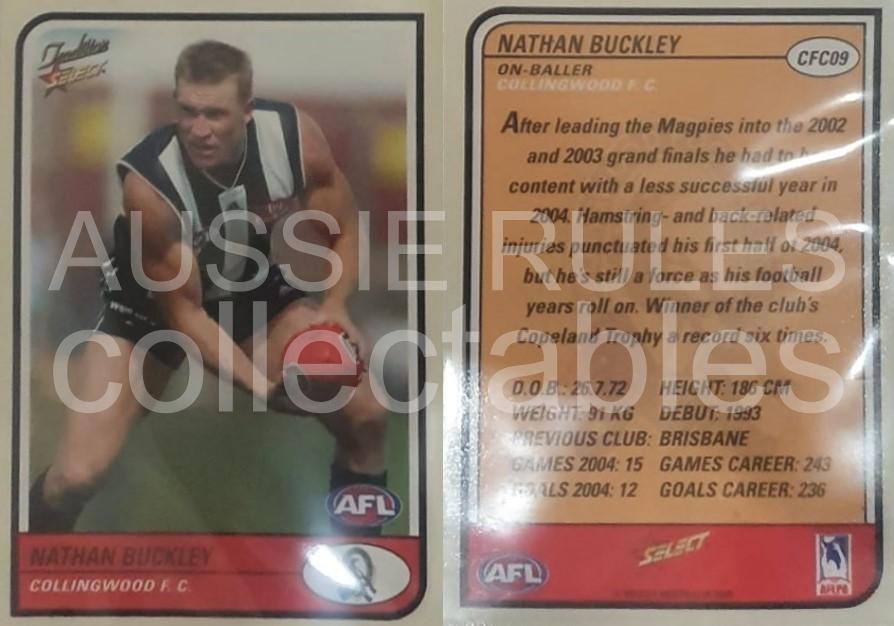 Tradition
SELECT
AFL
NATHAN BUCKLEY
COLLINGWOOD F. C.
NATHAN BUCKLEY
CFC09
ON-BALLER
COLLINGWOOD F. C.
After leading the Magpies into the 2002
and 2003 grand finals he had to
content with a less successful year in
2004. Hamstring- and back-related
injuries punctuated his first half of 2004,
but he's still a force as his football
years roll on. Winner of the club's
Copeland Trophy a record six times.
D.O.B.: 26.7.72 HEIGHT: 186 CM
WEIGHT: 91 KG DEBUT: 1993
PREVIOUS CLUB: BRISBANE
GAMES 2004: 15 GAMES CAREER: 243
GOALS 2004: 12 GOALS CAREER: 236
AFL
SELECT
AFLPA
AUSSIE RULES
collectables